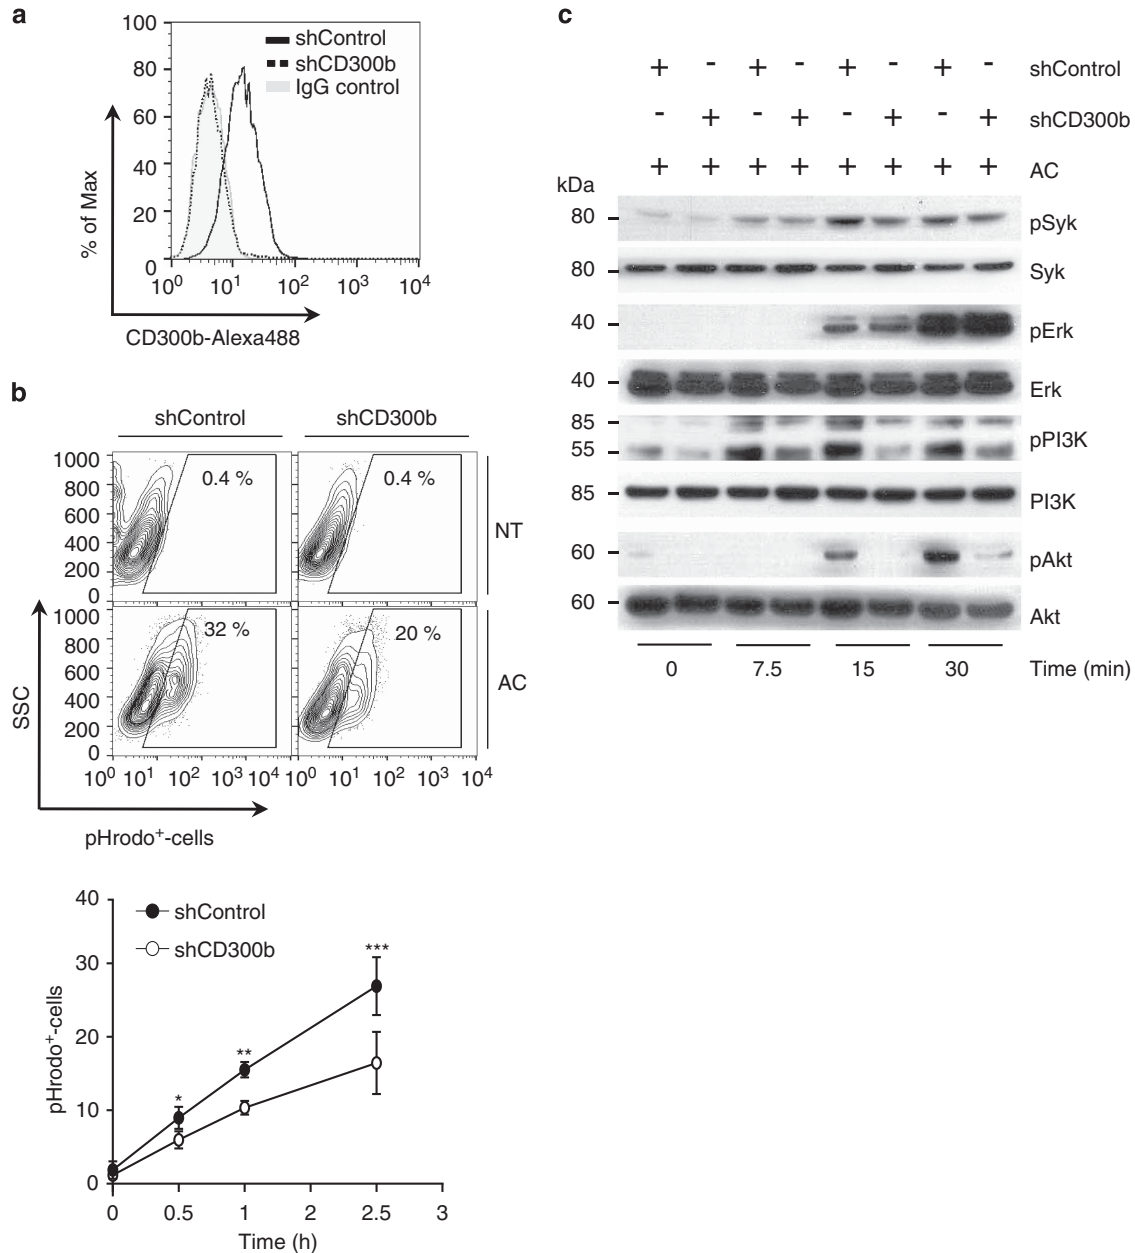 a
100
80
60
40
20
0
% of Max
shControl
shCD300b
IgG control
10⁰ 10¹ 10² 10³ 10⁴
CD300b-Alexa488
b
shControl shCD300b
1000
800
600
400
200
0
0.4 % 0.4 %
NT
1000
800
600
400
200
0
32 % 20 %
AC
SSC
10⁰ 10¹ 10² 10³ 10⁴ 10⁰ 10¹ 10² 10³ 10⁴
pHrodo⁺-cells
40
30
20
10
0
pHrodo⁺-cells
shControl
shCD300b
*
**
***
0 0.5 1 2 2.5 3
Time (h)
c
+ - + - + - + - shControl
- + - + - + - + shCD300b
+ + + + + + + + AC
kDa
80 pSyk
80 Syk
40 pErk
40 Erk
85
55 pPI3K
85 PI3K
60 pAkt
60 Akt
0 7.5 15 30 Time (min)